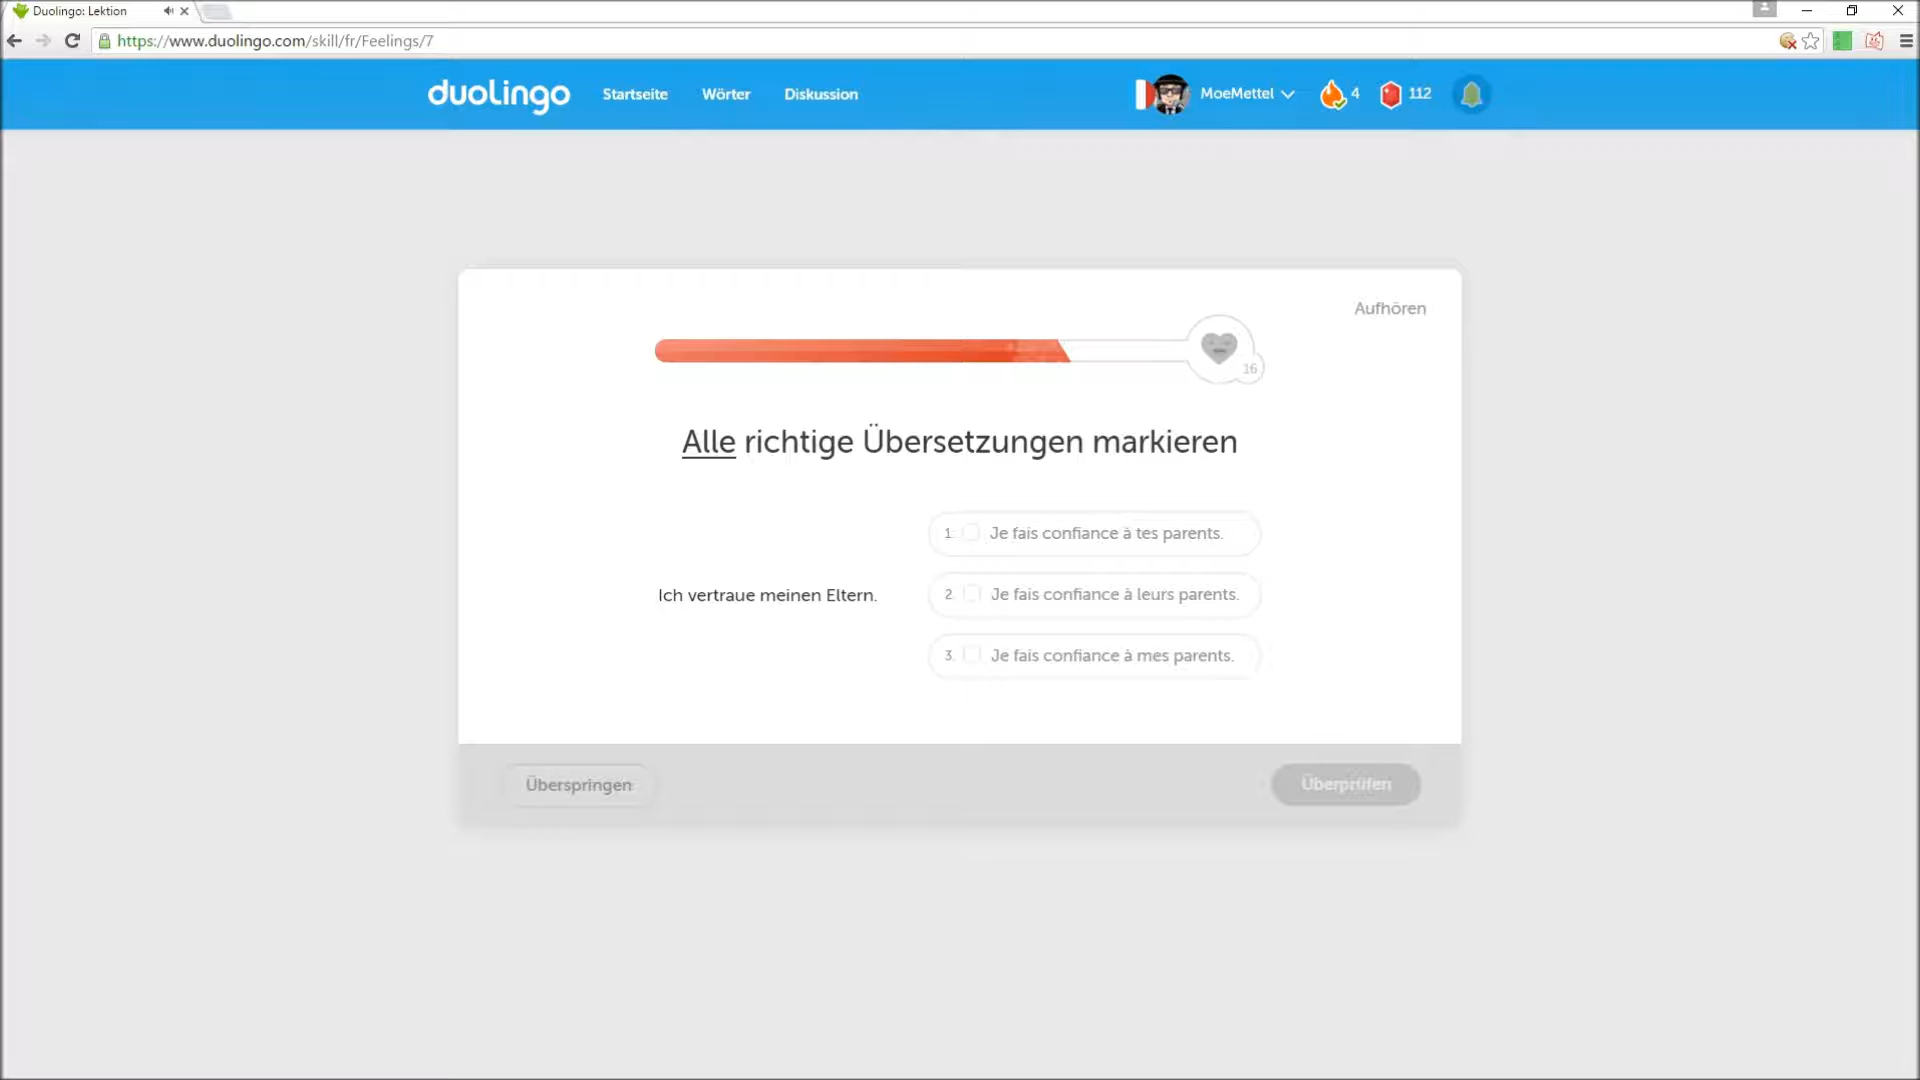 Duolingo: Lektion
https://www.duolingo.com/skill/fr/Feelings/7
duolingo
Startseite
Wörter
Diskussion
MoeMettel
4
112
Aufhören
16
Alle richtige Übersetzungen markieren
Ich vertraue meinen Eltern.
1. Je fais confiance à tes parents.
2. Je fais confiance à leurs parents.
3. Je fais confiance à mes parents.
Überspringen
Überprüfen